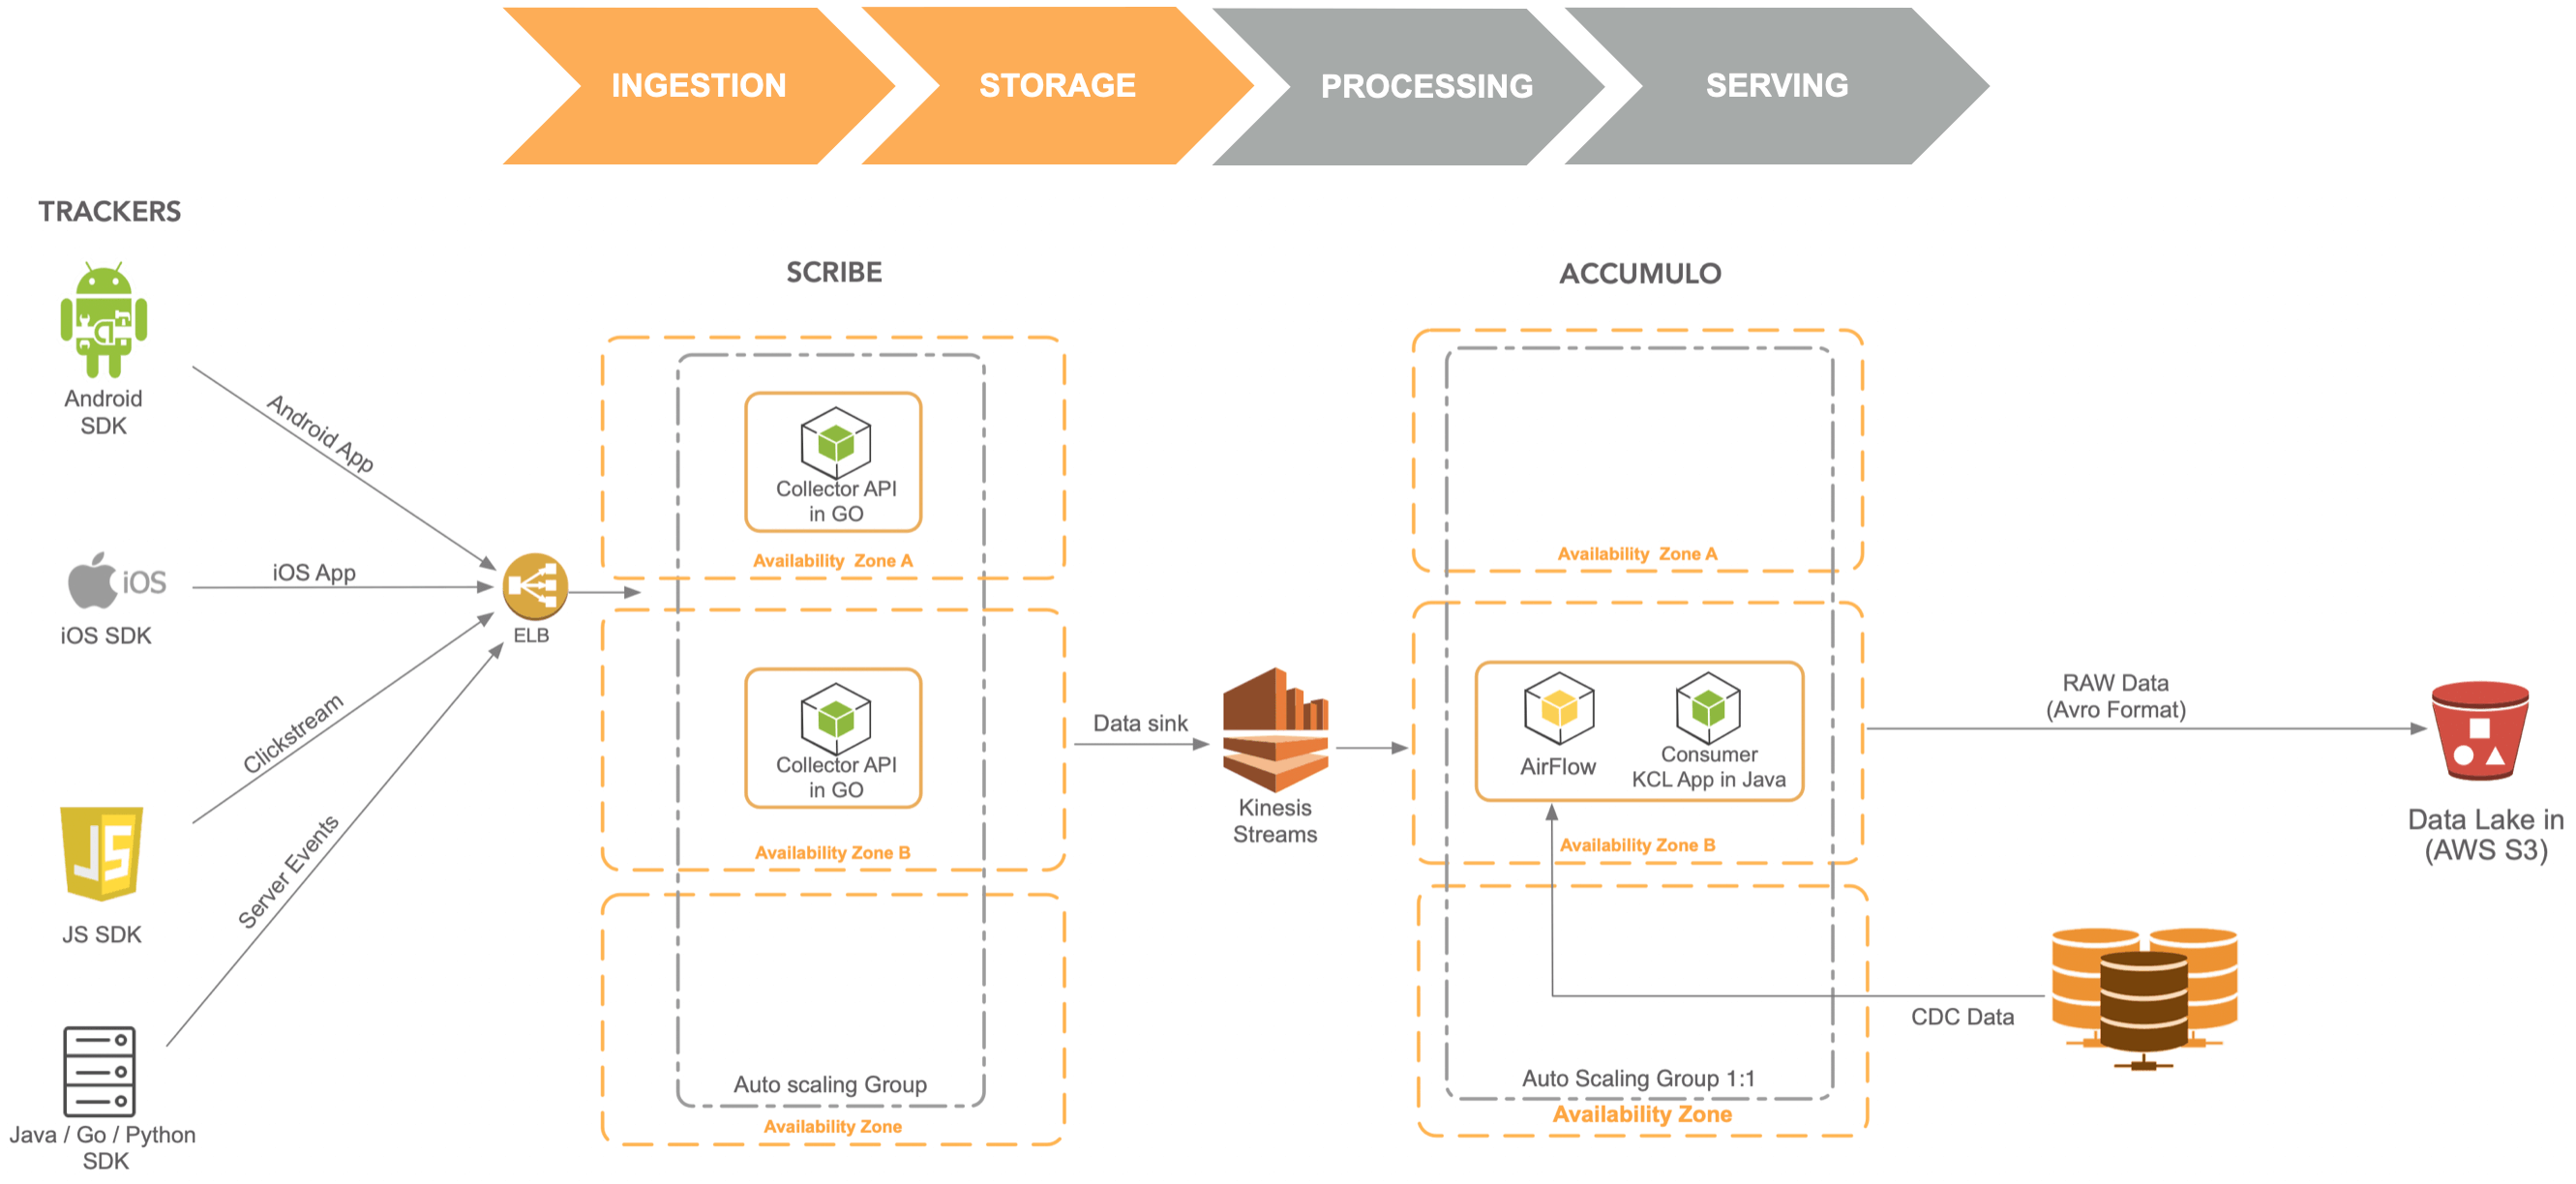 INGESTION
STORAGE
PROCESSING
SERVING
TRACKERS
SCRIBE
ACCUMULO
Android
SDK
Android App
iOS
iOS SDK
iOS App
ELB
Clickstream
JS
JS SDK
Server Events
Java / Go / Python
SDK
Collector API
in GO
Availability Zone A
Collector API
in GO
Availability Zone B
Auto scaling Group
Availability Zone
Data sink
Kinesis
Streams
Availability Zone A
AirFlow
Consumer
KCL App in Java
Availability Zone B
Auto Scaling Group 1:1
Availability Zone
RAW Data
(Avro Format)
Data Lake in
(AWS S3)
CDC Data